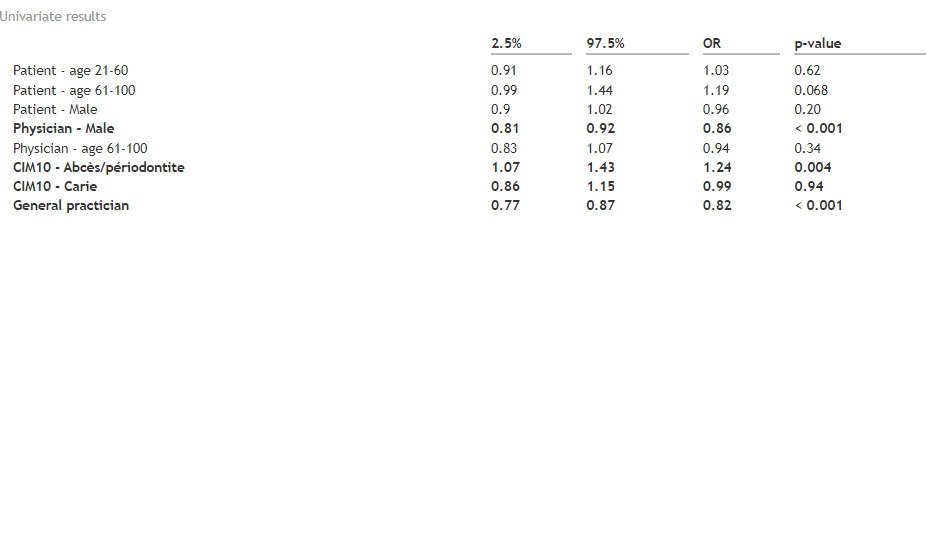 Univariate results
2.5% 97.5% OR p-value
Patient - age 21-60 0.91 1.16 1.03 0.62
Patient - age 61-100 0.99 1.44 1.19 0.068
Patient - Male 0.9 1.02 0.96 0.20
Physician - Male 0.81 0.92 0.86 < 0.001
Physician - age 61-100 0.83 1.07 0.94 0.34
CIM10 - Abcès/périodontite 1.07 1.43 1.24 0.004
CIM10 - Carie 0.86 1.15 0.99 0.94
General practician 0.77 0.87 0.82 < 0.001